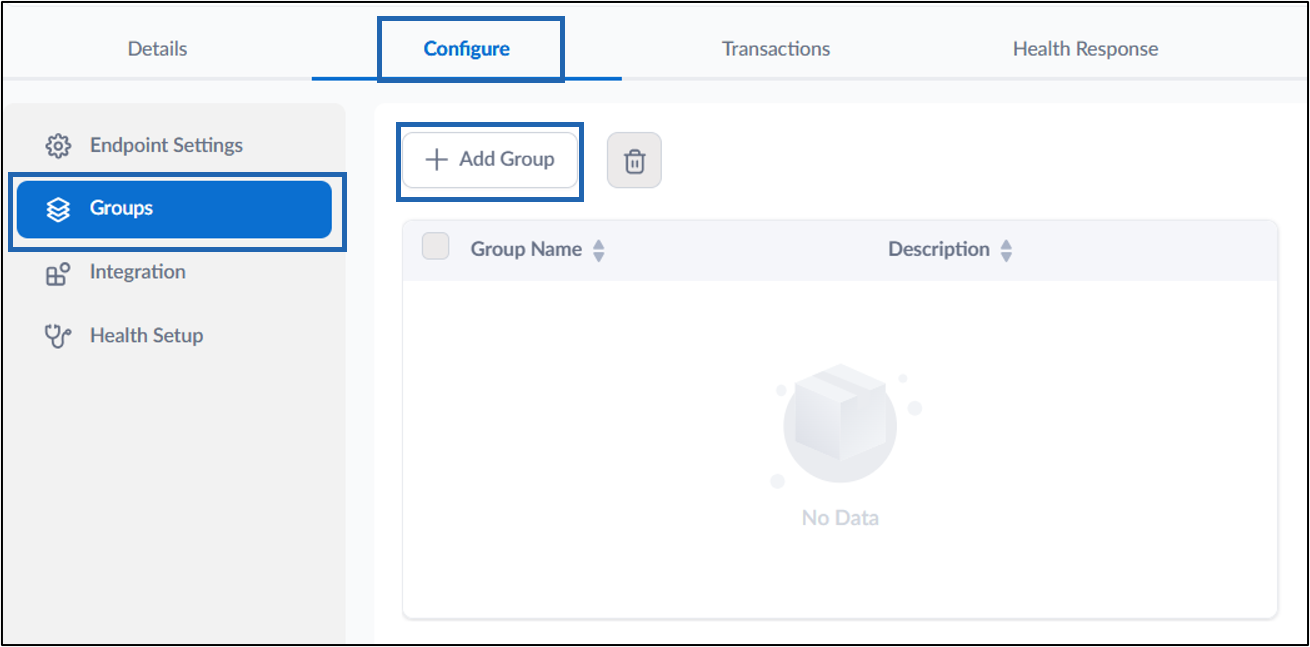 Details
Configure
Transactions
Health Response
Endpoint Settings
Groups
Integration
Health Setup
Add Group
Group Name
Description
No Data